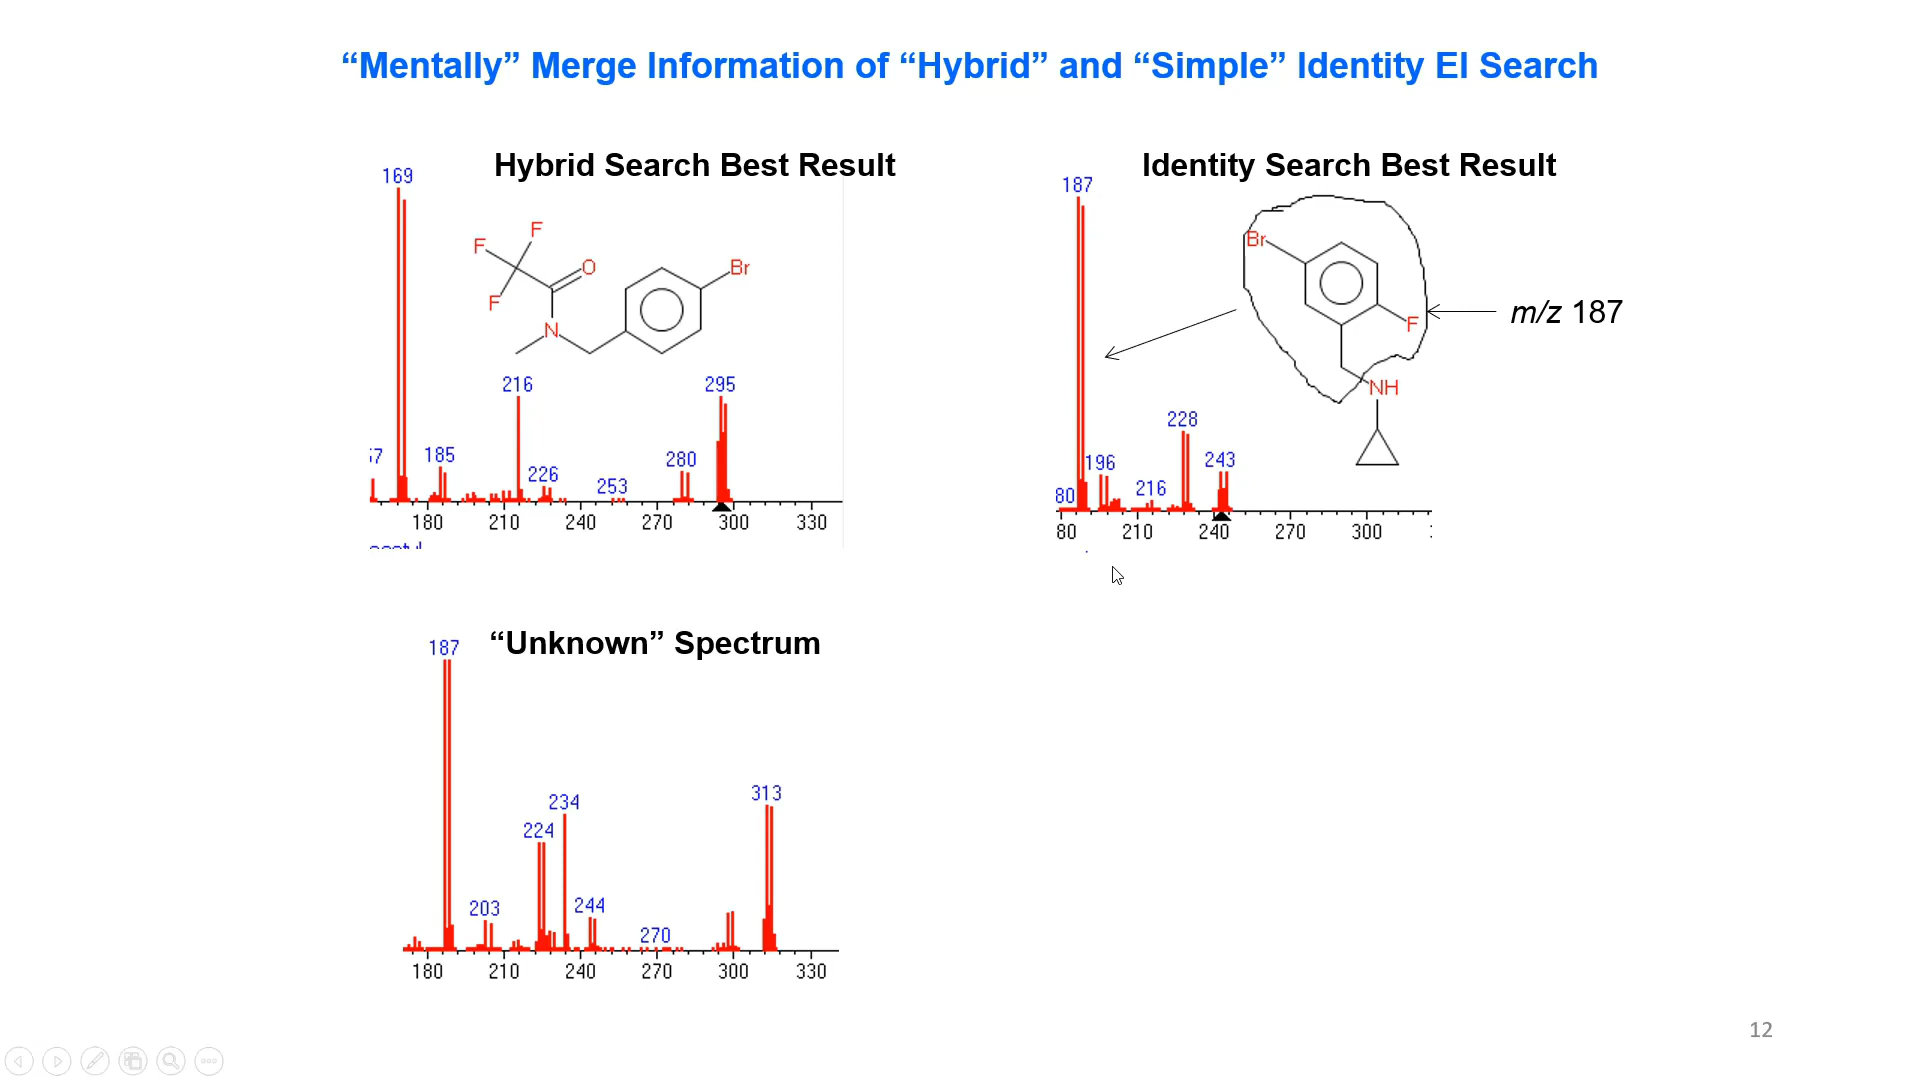 “Mentally” Merge Information of “Hybrid” and “Simple” Identity EI Search
Hybrid Search Best Result
169
F
F
F
O
N
Br
216
295
185
226
253
280
180 210 240 270 300 330
Identity Search Best Result
187
Br
F
NH
m/z 187
228
196
243
80
216
80 210 240 270 300
“Unknown” Spectrum
187
313
234
224
203
244
270
180 210 240 270 300 330
12